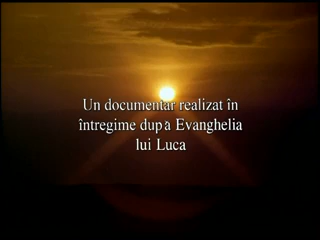 Un documentar realizat în
întregime după Evanghelia
lui Luca